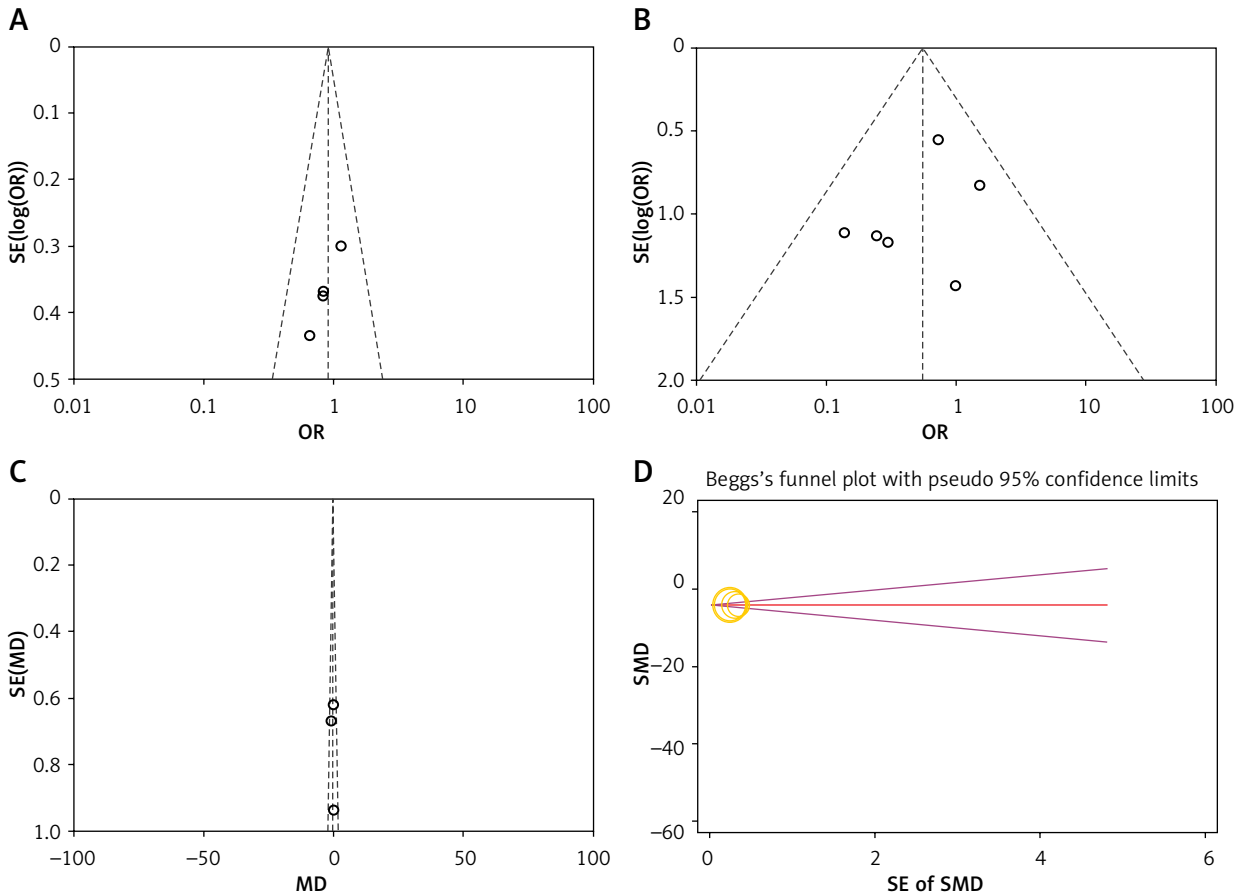 A
0
0.1
0.2
0.3
0.4
0.5
SE(log(OR))
0.01 0.1 1 10 100
OR
B
0
0.5
1.0
1.5
2.0
SE(log(OR))
0.01 0.1 1 10 100
OR
C
0
0.2
0.4
0.6
0.8
1.0
SE(MD)
−100 −50 0 50 100
MD
D
Beggs's funnel plot with pseudo 95% confidence limits
20
0
−20
−40
−60
SMD
0 2 4 6
SE of SMD